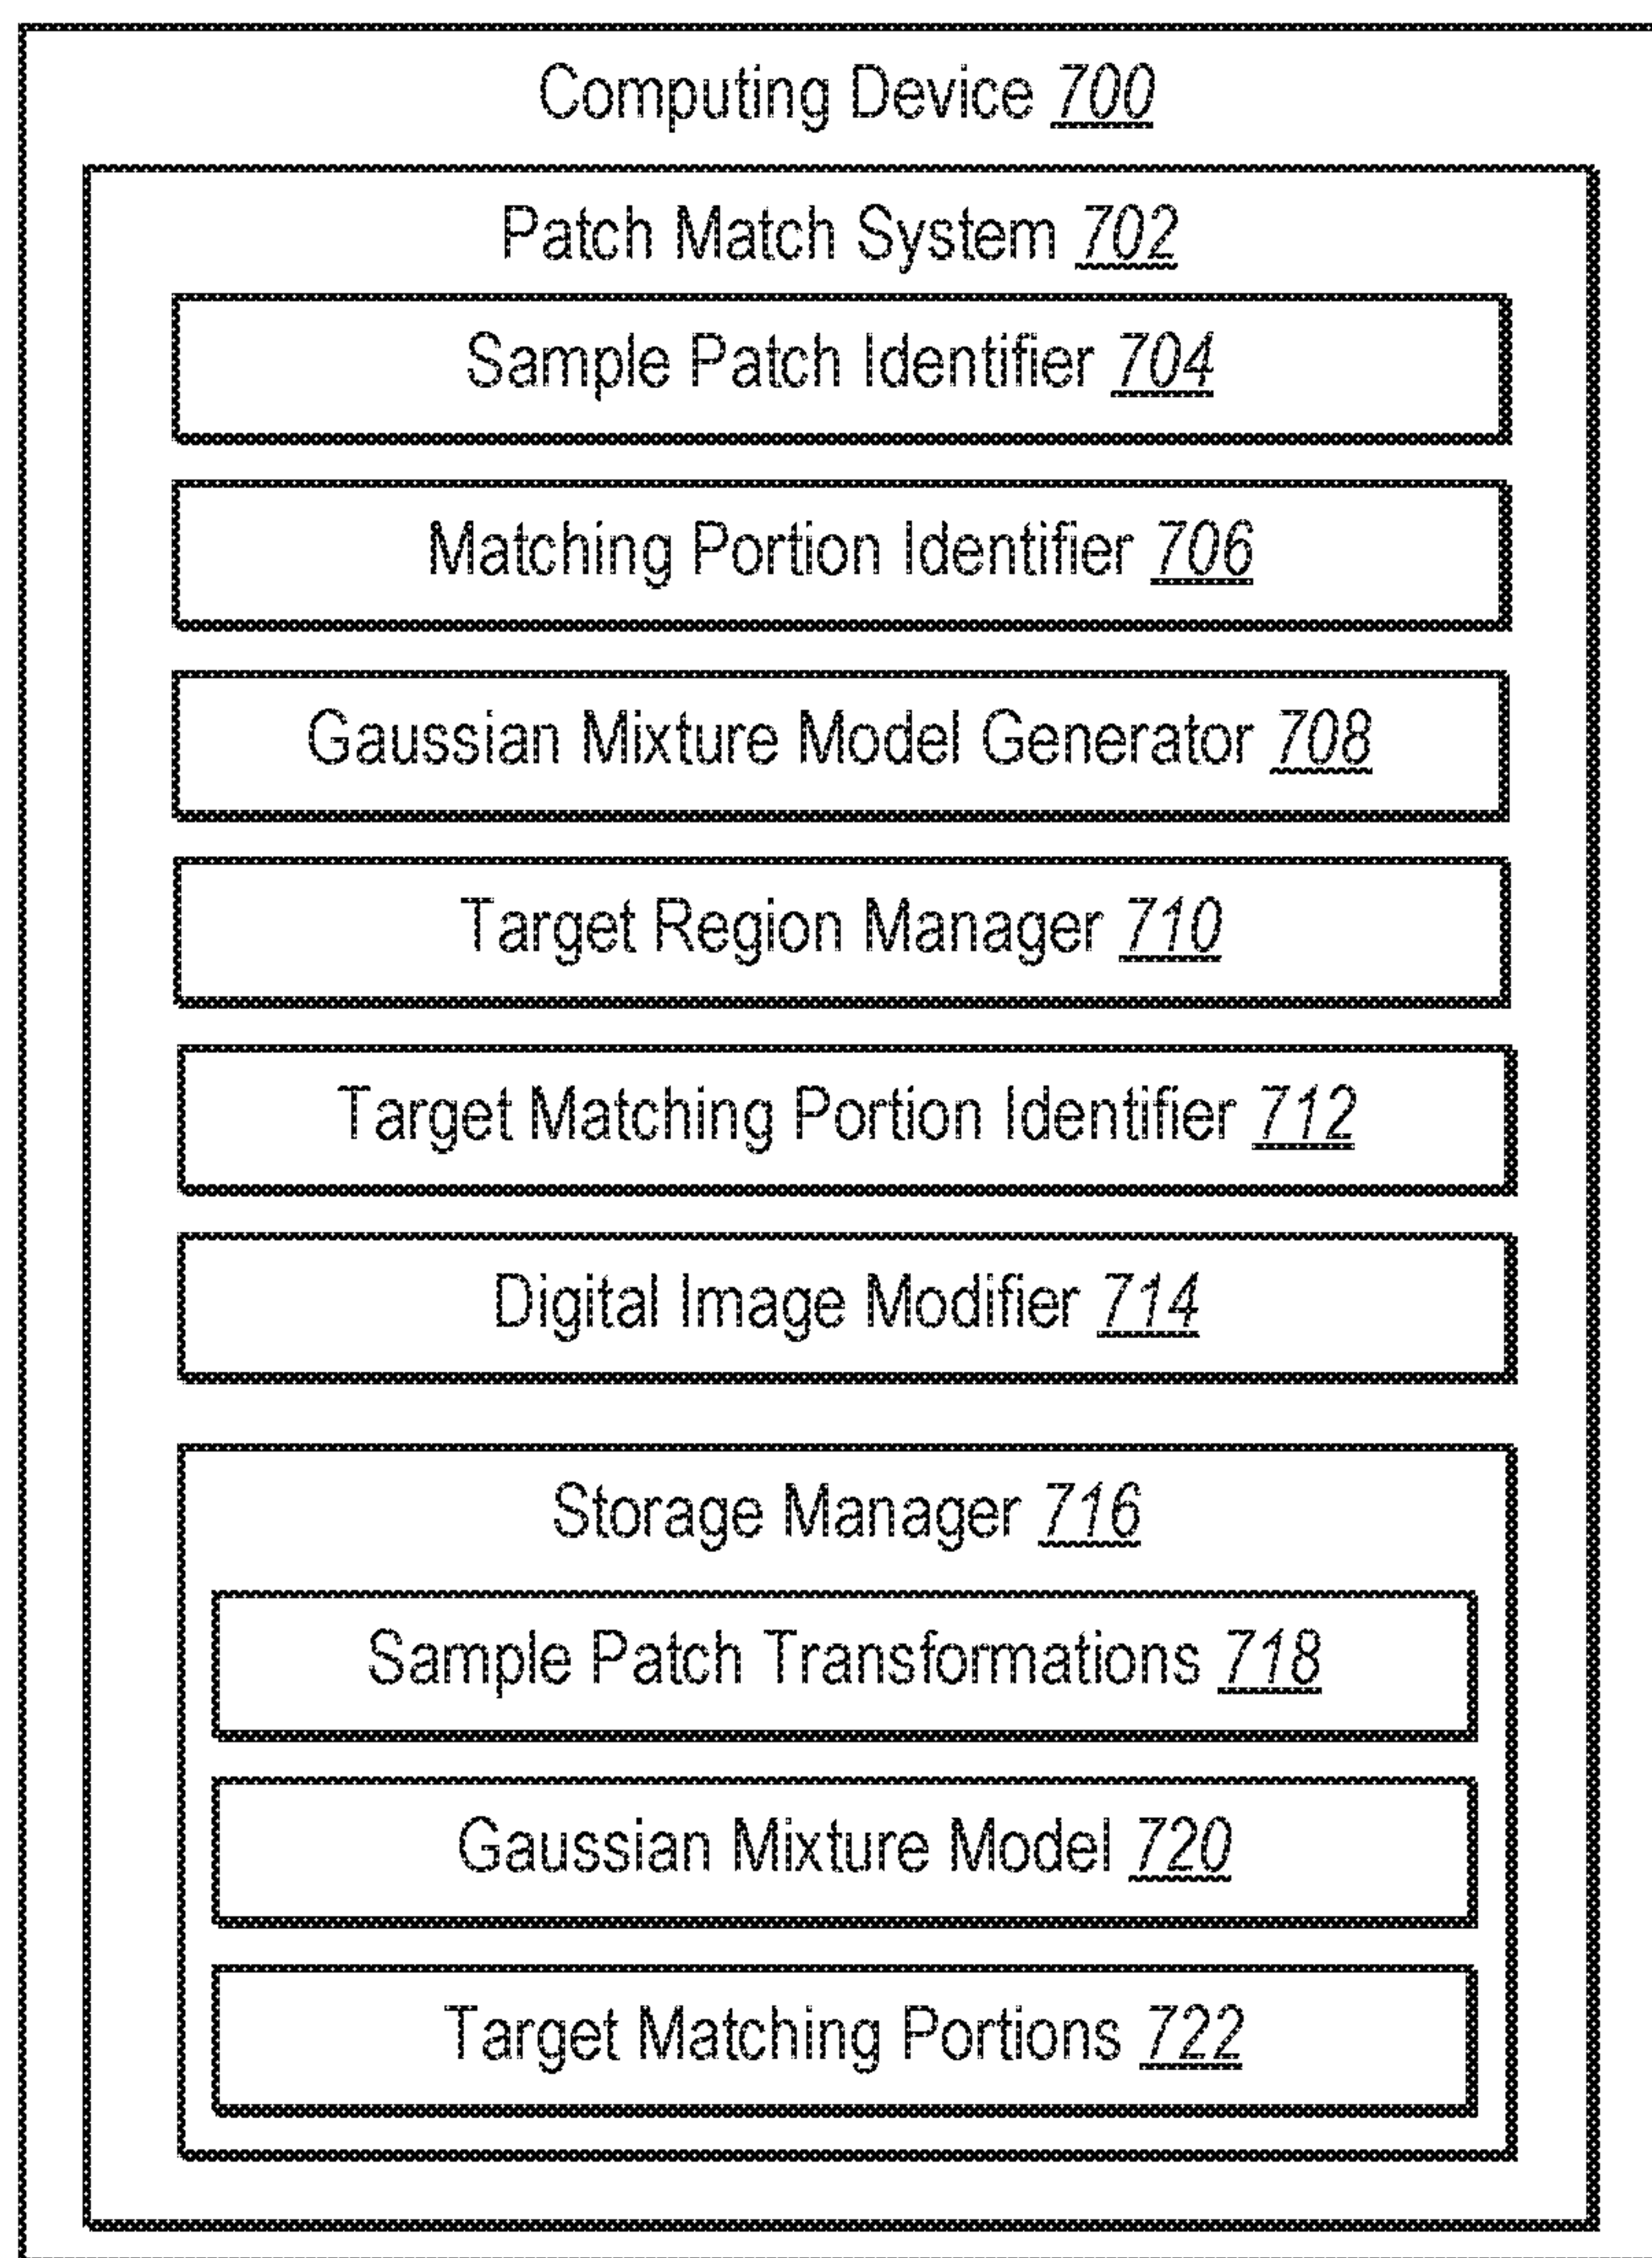 Computing Device 700
Patch Match System 702
Sample Patch Identifier 704
Matching Portion Identifier 706
Gaussian Mixture Model Generator 708
Target Region Manager 710
Target Matching Portion Identifier 712
Digital Image Modifier 714
Storage Manager 716
Sample Patch Transformations 718
Gaussian Mixture Model 720
Target Matching Portions 722